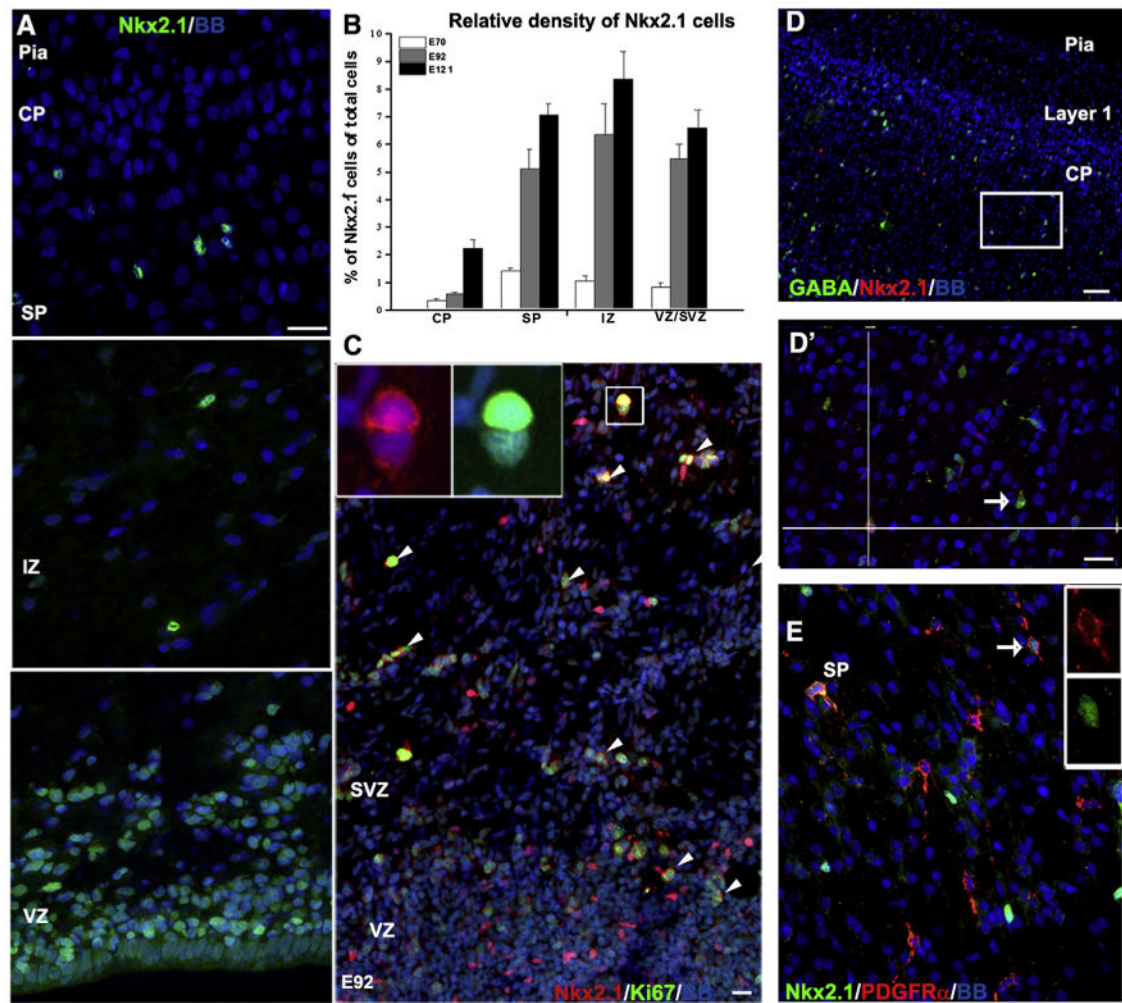 A
Nkx2.1/BB
Pia
CP
SP
IZ
VZ
B
Relative density of Nkx2.1 cells
% of Nkx2.1 cells of total cells
10
9
8
7
6
5
4
3
2
1
0
E70
E92
E121
CP SP IZ VZ/SVZ
C
SVZ
VZ
E92
Nkx2.1/Ki67/BB
D
Pia
Layer 1
CP
GABA/Nkx2.1/BB
D'
E
SP
Nkx2.1/PDGFRα/BB